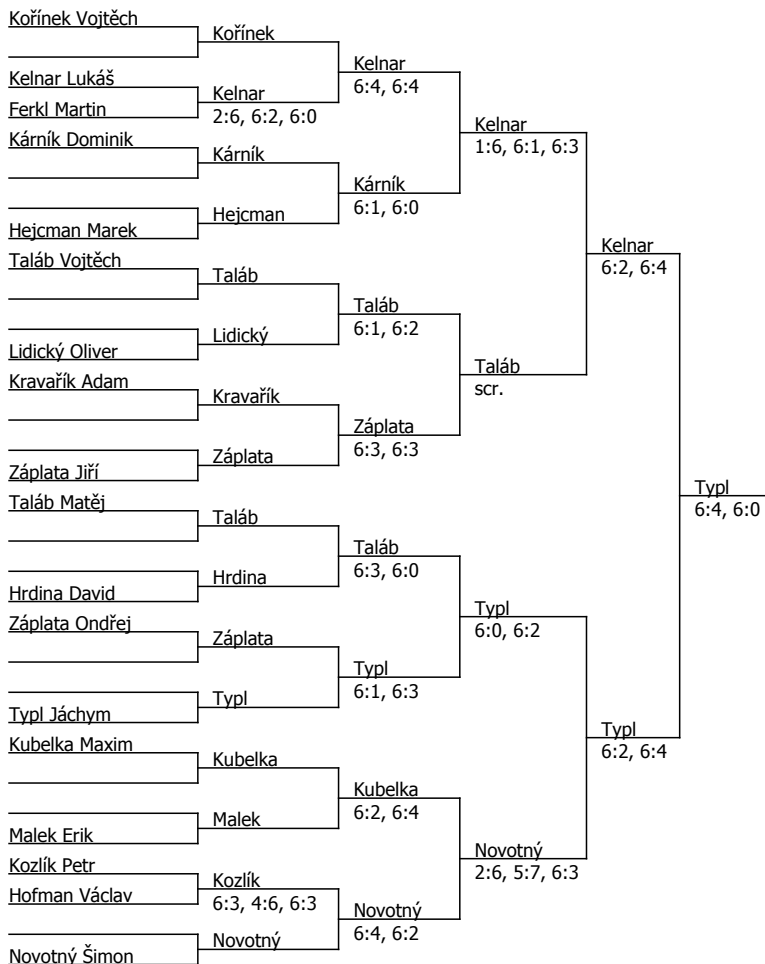 Kořínek Vojtěch
Kelnar Lukáš
Ferkl Martin
Kárník Dominik
Hejcman Marek
Taláb Vojtěch
Lidický Oliver
Kravařík Adam
Záplata Jiří
Taláb Matěj
Hrdina David
Záplata Ondřej
Typl Jáchym
Kubelka Maxim
Malek Erik
Kozlík Petr
Hofman Václav
Novotný Šimon
Kořínek
Kelnar
2:6, 6:2, 6:0
Kárník
Hejcman
Taláb
Lidický
Kravařík
Záplata
Taláb
Hrdina
Záplata
Typl
Kubelka
Malek
Kozlík
6:3, 4:6, 6:3
Novotný
Kelnar
6:4, 6:4
Kárník
6:1, 6:0
Taláb
6:1, 6:2
Záplata
6:3, 6:3
Taláb
6:3, 6:0
Typl
6:1, 6:3
Kubelka
6:2, 6:4
Novotný
6:4, 6:2
Kelnar
1:6, 6:1, 6:3
Taláb
scr.
Typl
6:0, 6:2
Novotný
2:6, 5:7, 6:3
Kelnar
6:2, 6:4
Typl
6:2, 6:4
Typl
6:4, 6:0